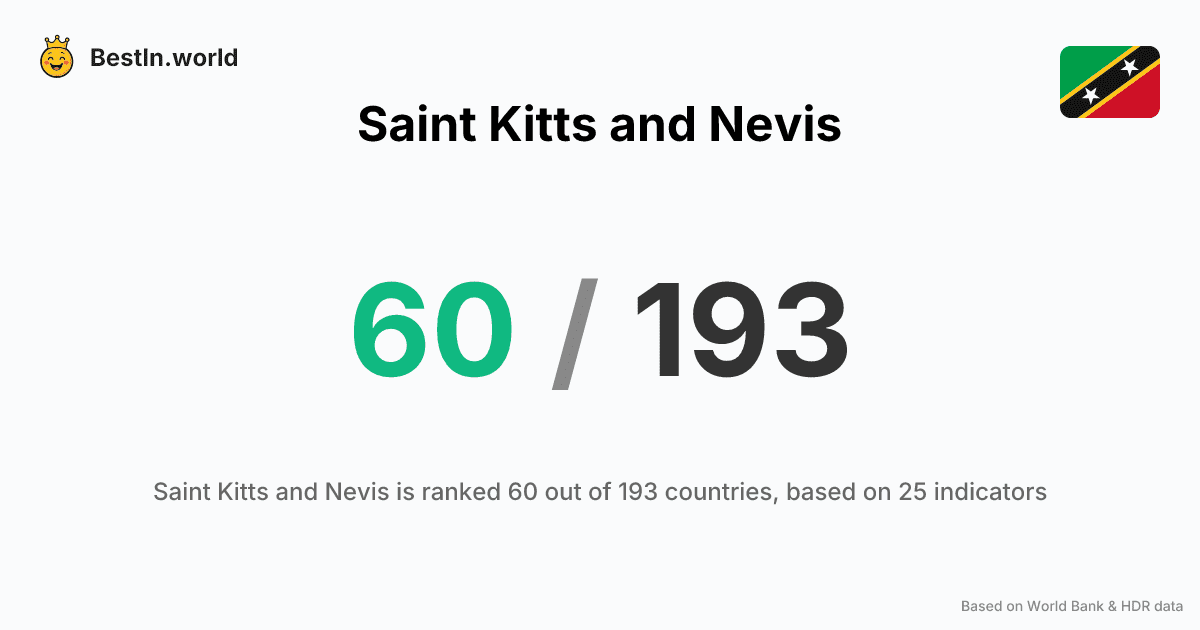 BestIn.world
Saint Kitts and Nevis
60 / 193
Saint Kitts and Nevis is ranked 60 out of 193 countries, based on 25 indicators
Based on World Bank & HDR data